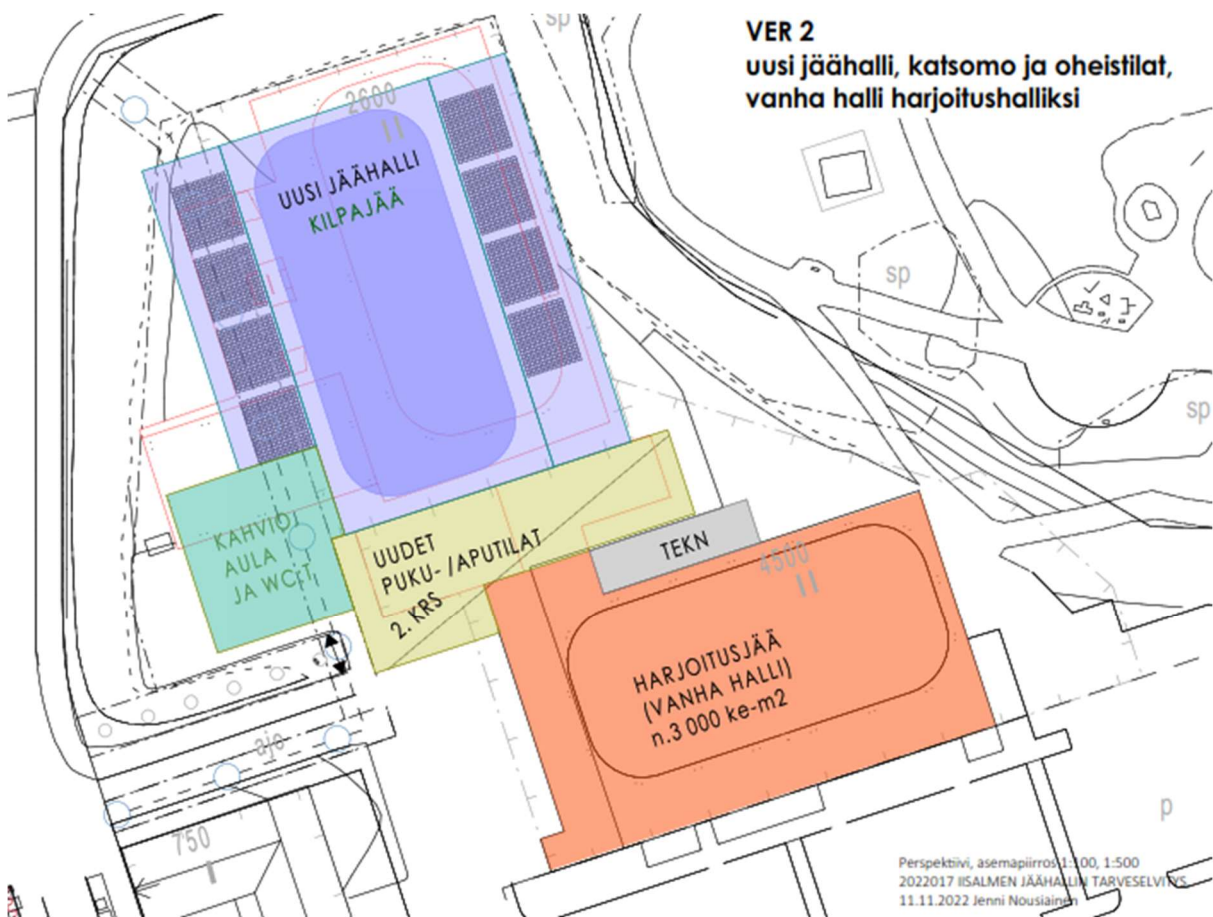 VER 2
uusi jäähalli, katsomo ja oheistilat,
vanha halli harjoitushalliksi
sp
2600
II
UUSI JÄÄHALLI
KILPAJÄÄ
sp
sp
KAHVIO,
AULA
JA WC:T
UUDET
PUKU- /APUTILAT
2. KRS
TEKN
4500
II
HARJOITUSJÄÄ
(VANHA HALLI)
n.3 000 ke-m2
ajo
750
I
p
Perspektiivi, asemapiirros 1:100, 1:500
2022017 IISALMEN JÄÄHALLIN TARVESELVITYS
11.11.2022 Jenni Nousiainen